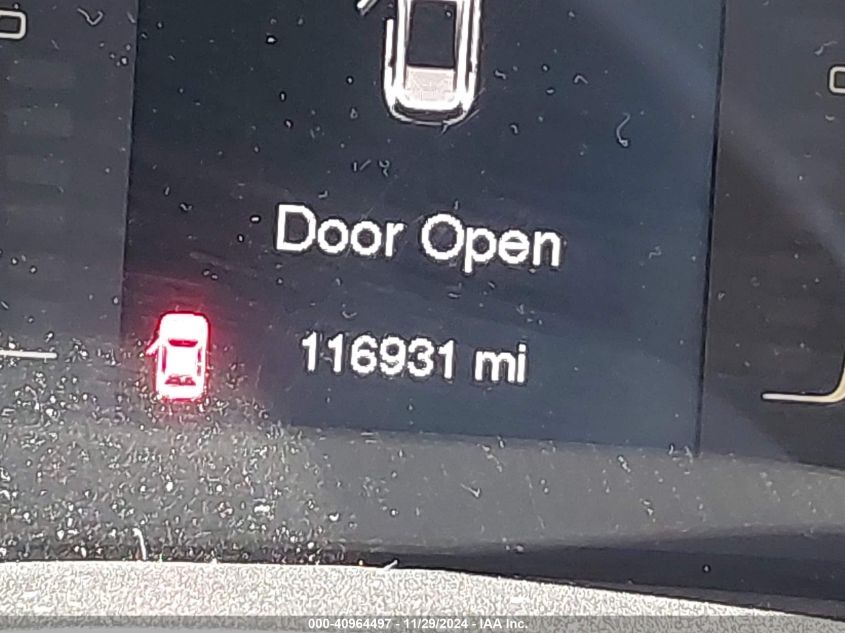 Door Open
116931 mi
000-40964497 - 11/29/2024 - IAA Inc.